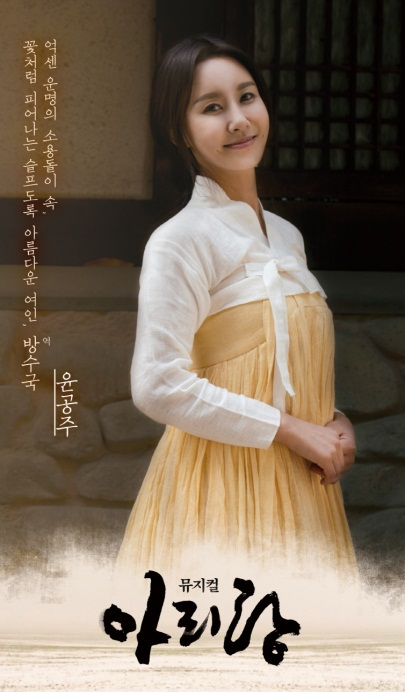 억센 운명의 소용돌이 속,
꽃처럼 피어나는 슬프도록 아름다운 여인,
방수국 역
윤공주
뮤지컬
아리랑